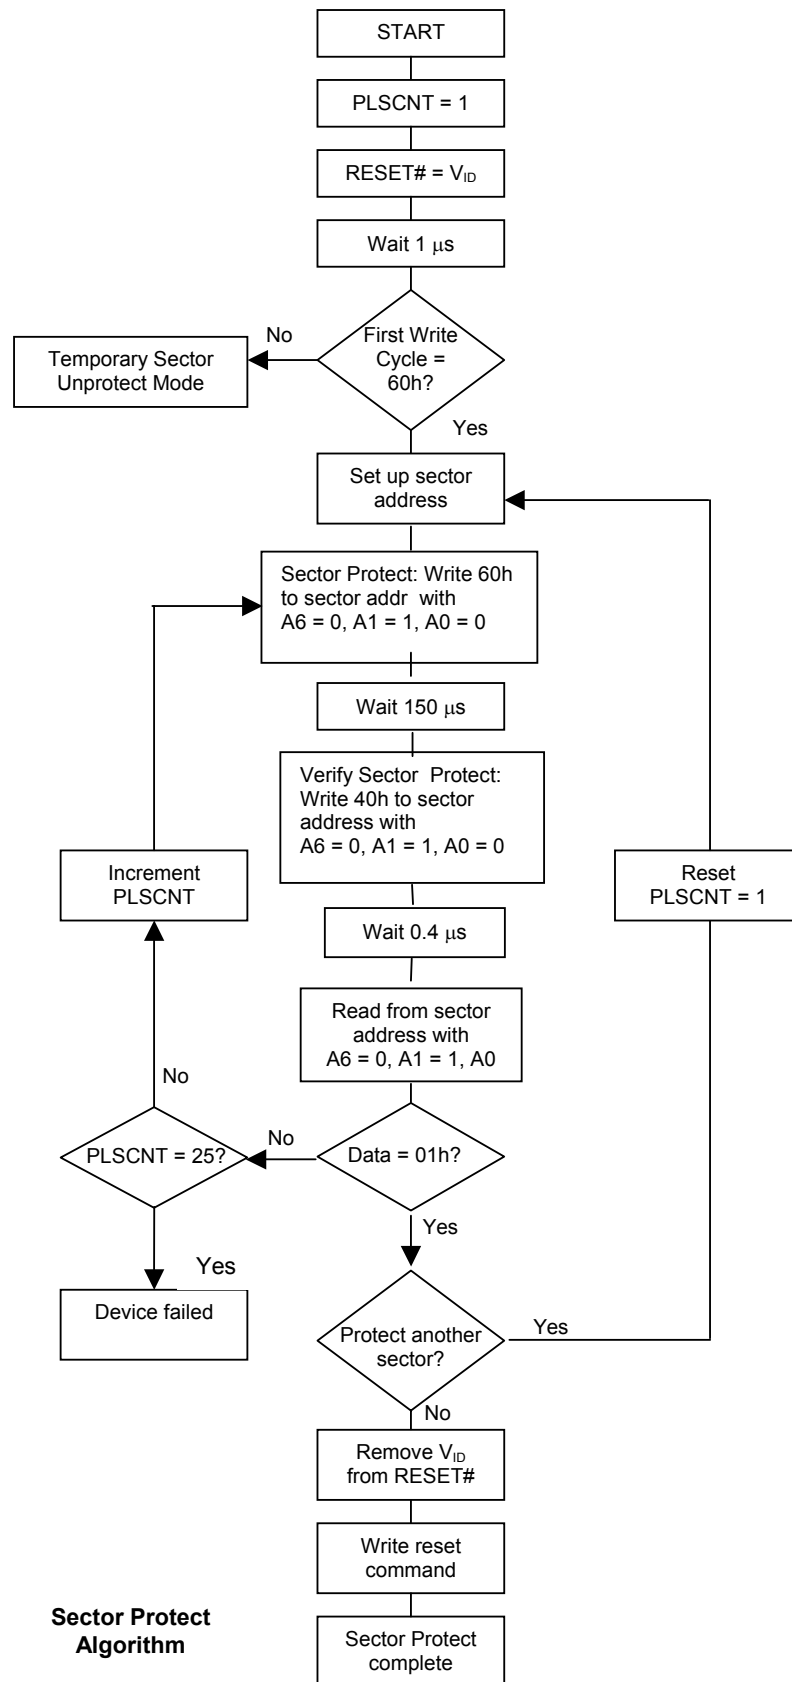 START
PLSCNT = 1
RESET# = VID
Wait 1 μs
First Write
Cycle =
60h?
No
Temporary Sector
Unprotect Mode
Yes
Set up sector
address
Sector Protect: Write 60h
to sector addr with
A6 = 0, A1 = 1, A0 = 0
Wait 150 μs
Verify Sector Protect:
Write 40h to sector
address with
A6 = 0, A1 = 1, A0 = 0
Increment
PLSCNT
Reset
PLSCNT = 1
Wait 0.4 μs
Read from sector
address with
A6 = 0, A1 = 1, A0
No
PLSCNT = 25?
No
Data = 01h?
Yes
Yes
Device failed
Protect another
sector?
Yes
No
Remove VID
from RESET#
Write reset
command
Sector Protect
complete
Sector Protect
Algorithm